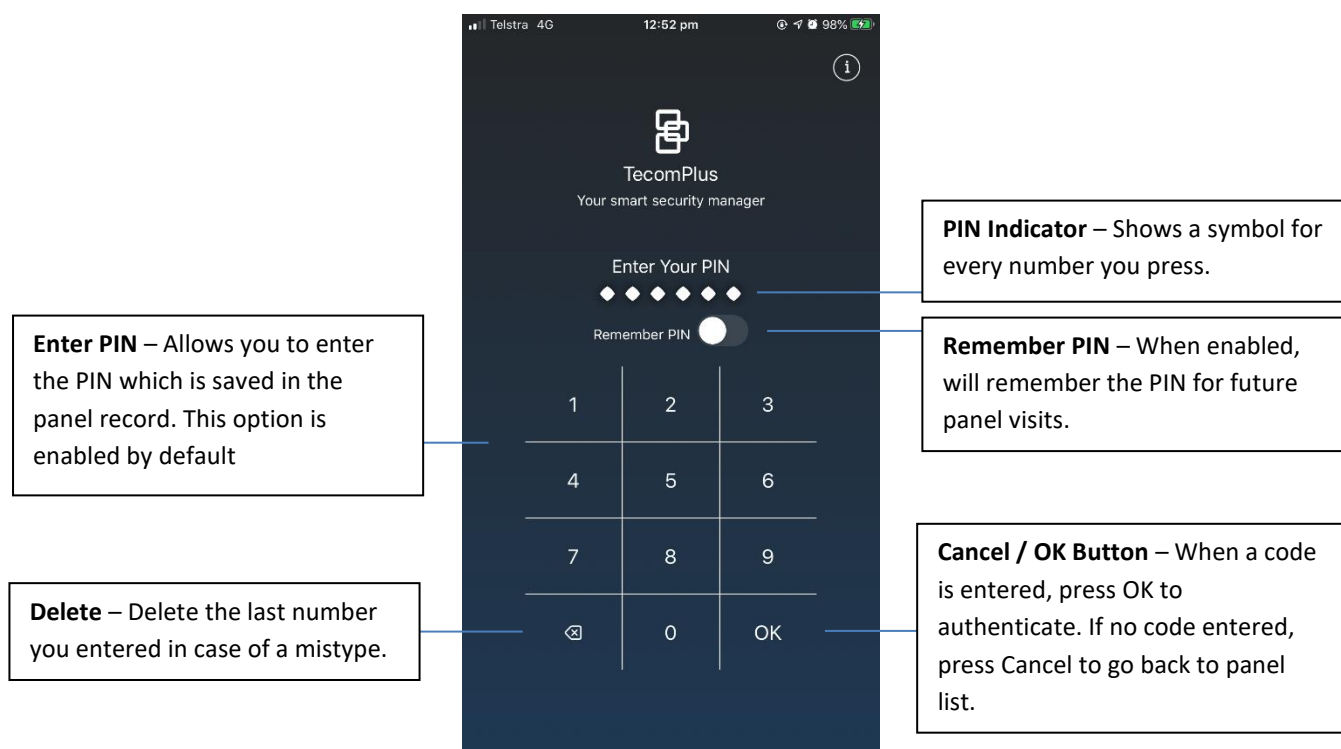 Telstra 4G 12:52 pm 98%
i
TecomPlus
Your smart security manager
Enter Your PIN
Remember PIN
1 2 3
4 5 6
7 8 9
0 OK
Enter PIN – Allows you to enter
the PIN which is saved in the
panel record. This option is
enabled by default
Delete – Delete the last number
you entered in case of a mistype.
PIN Indicator – Shows a symbol for
every number you press.
Remember PIN – When enabled,
will remember the PIN for future
panel visits.
Cancel / OK Button – When a code
is entered, press OK to
authenticate. If no code entered,
press Cancel to go back to panel
list.